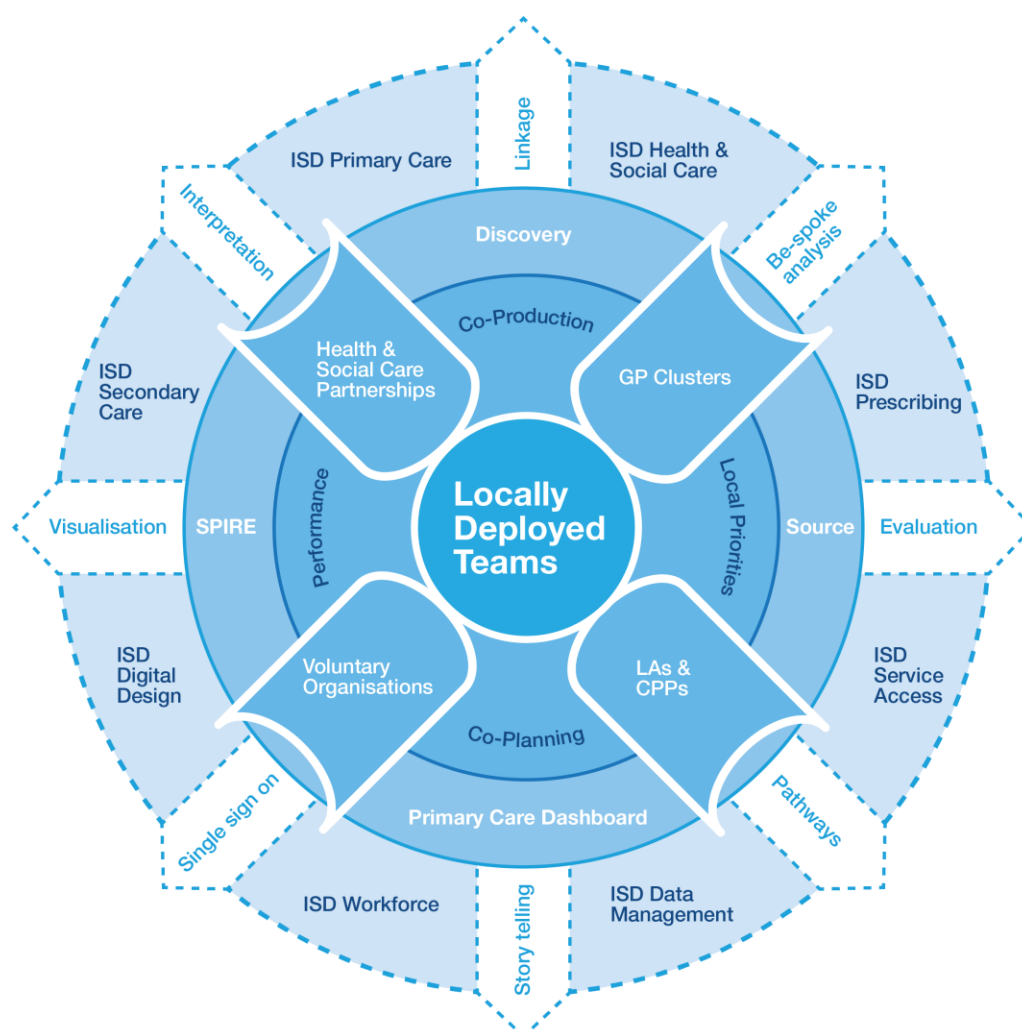 Linkage
ISD Primary Care
ISD Health &
Social Care
Interpretation
Be-spoke
analysis
Discovery
Co-Production
Health &
Social Care
Partnerships
GP Clusters
ISD
Secondary
Care
ISD
Prescribing
Performance
Locally
Deployed
Teams
Local Priorities
Visualisation
SPIRE
Source
Evaluation
ISD
Digital
Design
Voluntary
Organisations
LAs &
CPPs
ISD
Service
Access
Co-Planning
Primary Care Dashboard
Single sign on
Pathways
ISD Workforce
Story telling
ISD Data
Management